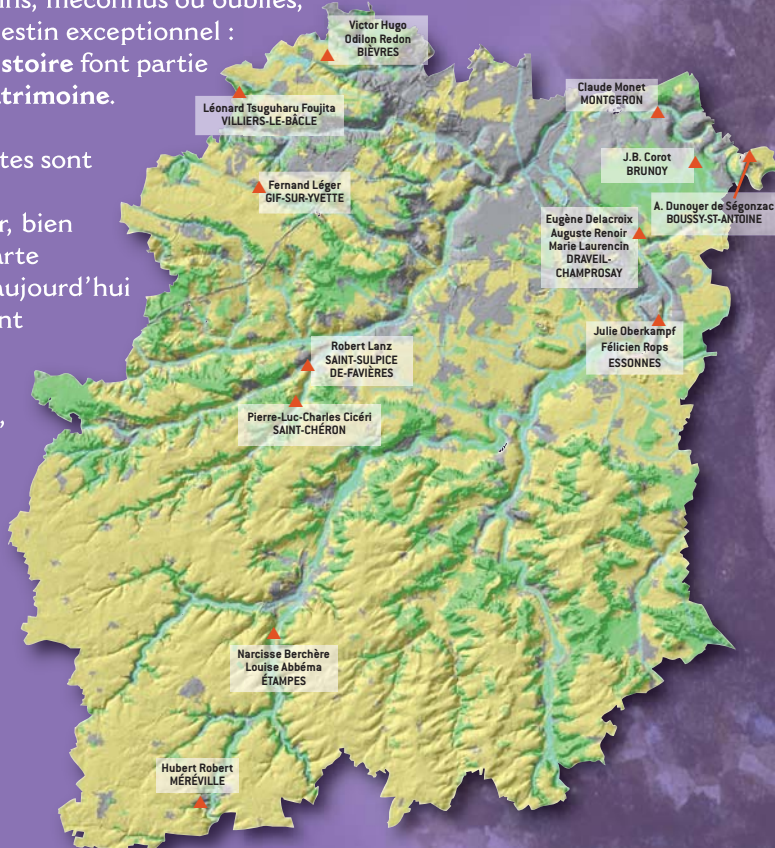 ins, méconnus ou oubliés,
estin exceptionnel :
stoire font partie
trimoine.
tes sont
r, bien
arte
aujourd’hui
nt
,
Victor Hugo
Odilon Redon
BIÈVRES
Léonard Tsuguharu Foujita
VILLIERS-LE-BÂCLE
Fernand Léger
GIF-SUR-YVETTE
Claude Monet
MONTGERON
J.B. Corot
BRUNOY
A. Dunoyer de Ségonzac
BOUSSY-ST-ANTOINE
Eugène Delacroix
Auguste Renoir
Marie Laurencin
DRAVEIL-
CHAMPROSAY
Julie Oberkampf
Félicien Rops
ESSONNES
Robert Lanz
SAINT-SULPICE
DE-FAVIÈRES
Pierre-Luc-Charles Cicéri
SAINT-CHÉRON
Narcisse Berchère
Louise Abbéma
ÉTAMPES
Hubert Robert
MÉRÉVILLE